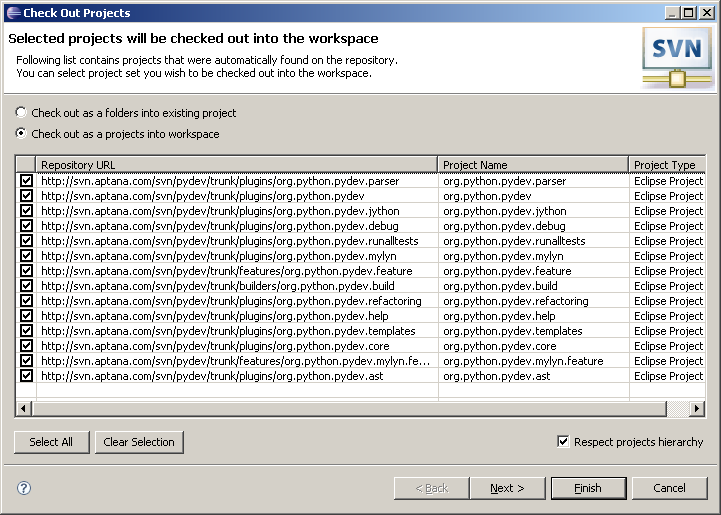 Check Out Projects
Selected projects will be checked out into the workspace
Following list contains projects that were automatically found on the repository.
You can select project set you wish to be checked out into the workspace.
SVN
Check out as a folders into existing project
Check out as a projects into workspace
Repository URL Project Name Project Type
http://svn.aptana.com/svn/pydev/trunk/plugins/org.python.pydev.parser org.python.pydev.parser Eclipse Project
http://svn.aptana.com/svn/pydev/trunk/plugins/org.python.pydev org.python.pydev Eclipse Project
http://svn.aptana.com/svn/pydev/trunk/plugins/org.python.pydev.jython org.python.pydev.jython Eclipse Project
http://svn.aptana.com/svn/pydev/trunk/plugins/org.python.pydev.debug org.python.pydev.debug Eclipse Project
http://svn.aptana.com/svn/pydev/trunk/plugins/org.python.pydev.runalltests org.python.pydev.runalltests Eclipse Project
http://svn.aptana.com/svn/pydev/trunk/plugins/org.python.pydev.mylyn org.python.pydev.mylyn Eclipse Project
http://svn.aptana.com/svn/pydev/trunk/features/org.python.pydev.feature org.python.pydev.feature Eclipse Project
http://svn.aptana.com/svn/pydev/trunk/builders/org.python.pydev.build org.python.pydev.build Eclipse Project
http://svn.aptana.com/svn/pydev/trunk/plugins/org.python.pydev.refactoring org.python.pydev.refactoring Eclipse Project
http://svn.aptana.com/svn/pydev/trunk/plugins/org.python.pydev.help org.python.pydev.help Eclipse Project
http://svn.aptana.com/svn/pydev/trunk/plugins/org.python.pydev.templates org.python.pydev.templates Eclipse Project
http://svn.aptana.com/svn/pydev/trunk/plugins/org.python.pydev.core org.python.pydev.core Eclipse Project
http://svn.aptana.com/svn/pydev/trunk/features/org.python.pydev.mylyn.fe... org.python.pydev.mylyn.feature Eclipse Project
http://svn.aptana.com/svn/pydev/trunk/plugins/org.python.pydev.ast org.python.pydev.ast Eclipse Project
Select All Clear Selection Respect projects hierarchy
? < Back Next > Finish Cancel